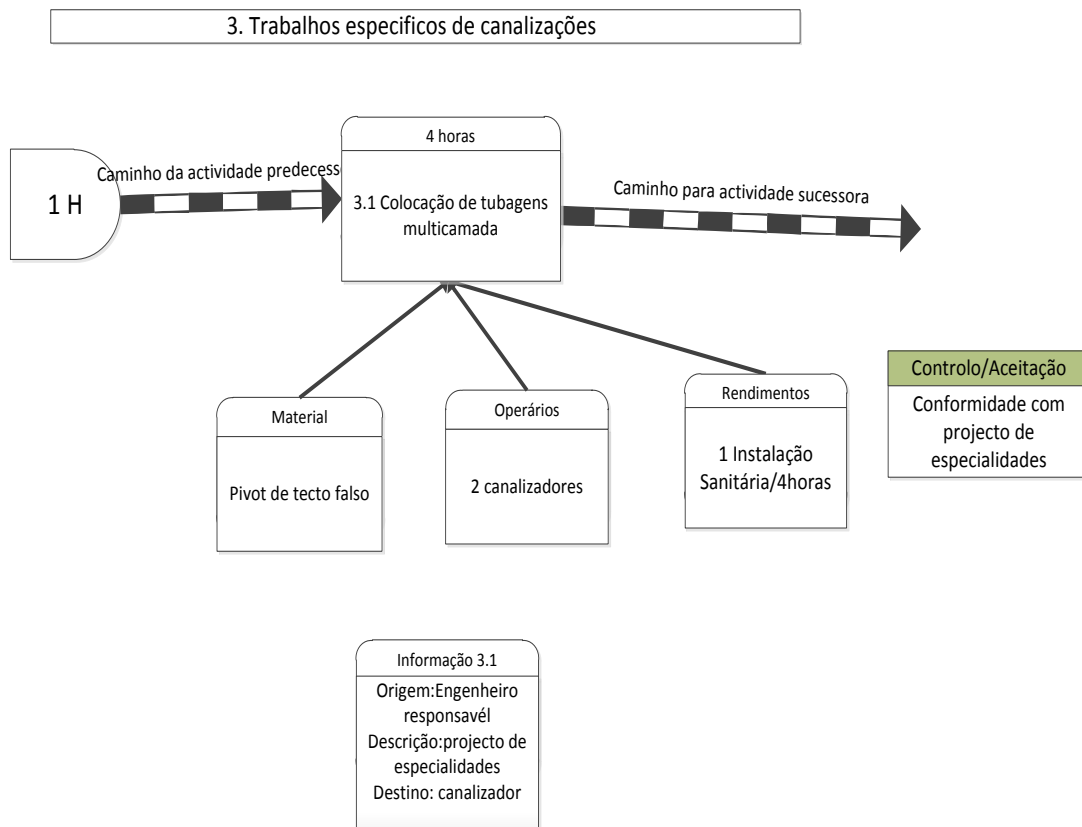 3. Trabalhos especificos de canalizações
4 horas
Caminho da actividade predecess
1 H
3.1 Colocação de tubagens
multicamada
Caminho para actividade sucessora
Controlo/Aceitação
Conformidade com
projecto de
especialidades
Material
Pivot de tecto falso
Operários
2 canalizadores
Rendimentos
1 Instalação
Sanitária/4horas
Informação 3.1
Origem:Engenheiro
responsavél
Descrição:projecto de
especialidades
Destino: canalizador